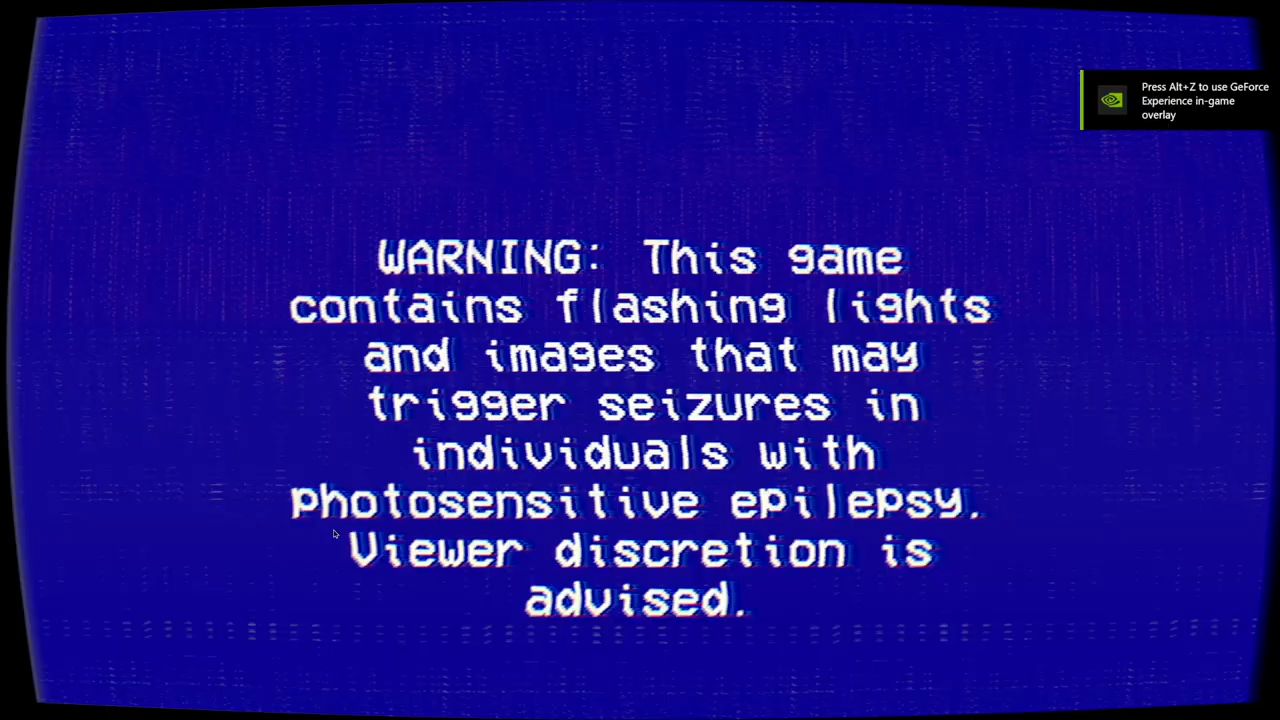 Press Alt+Z to use GeForce
Experience in-game
overlay
WARNING: This game
contains flashing lights
and images that may
trigger seizures in
individuals with
photosensitive epilepsy.
Viewer discretion is
advised.